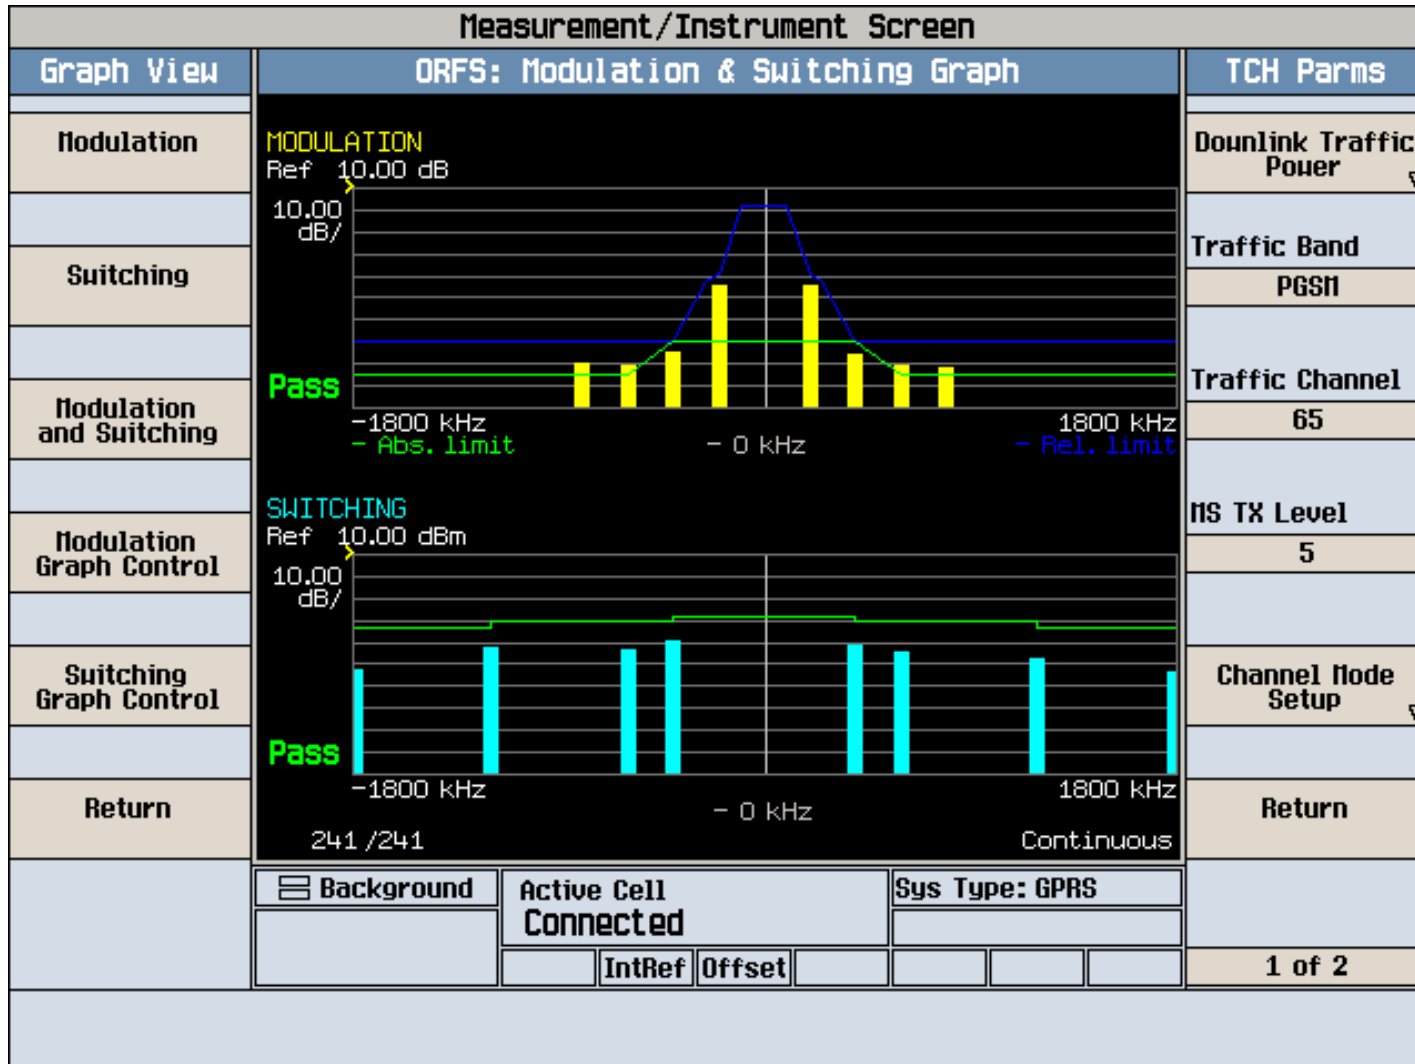 Measurement/Instrument Screen
Graph View
Modulation
Switching
Modulation
and Switching
Modulation
Graph Control
Switching
Graph Control
Return
ORFS: Modulation & Switching Graph
MODULATION
Ref 10.00 dB
10.00
dB/
Pass
-1800 kHz
1800 kHz
- Abs. limit
- 0 kHz
- Rel. limit
SWITCHING
Ref 10.00 dBm
10.00
dB/
Pass
-1800 kHz
1800 kHz
- 0 kHz
241/241
Continuous
Background
Active Cell
Connected
Sys Type: GPRS
IntRef
Offset
TCH Parms
Downlink Traffic
Power
Traffic Band
PGSM
Traffic Channel
65
MS TX Level
5
Channel Mode
Setup
Return
1 of 2